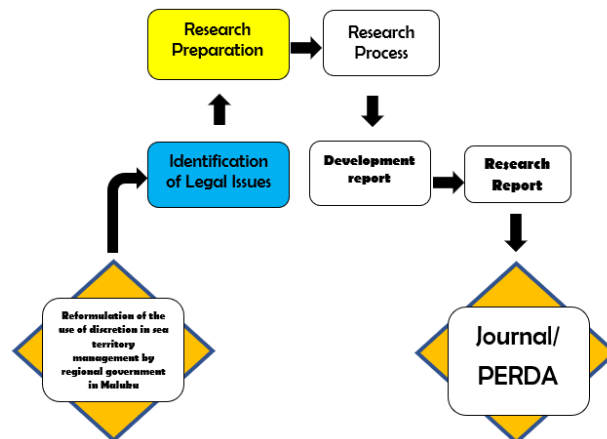 Reformulation of the
use of discretion in sea
territory
management by
regional government
in Maluku
Identification
of Legal Issues
Research
Preparation
Research
Process
Development
report
Research
Report
Journal/
PERDA